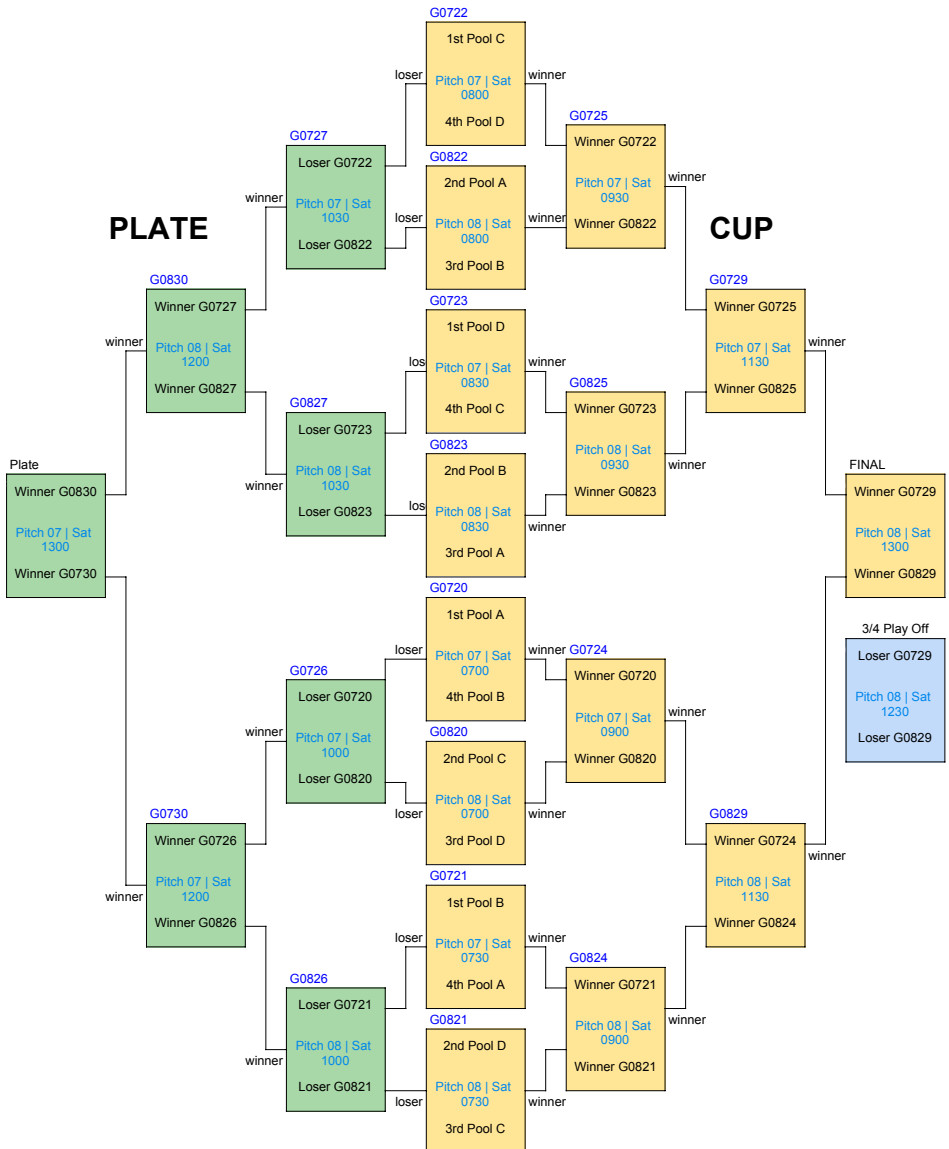 G0722
1st Pool C
Pitch 07 | Sat
0800
4th Pool D
loser
winner
G0727
Loser G0722
Pitch 07 | Sat
1030
Loser G0822
winner
loser
G0822
2nd Pool A
Pitch 08 | Sat
0800
3rd Pool B
winner
G0725
Winner G0722
Pitch 07 | Sat
0930
Winner G0822
winner
PLATE
CUP
G0830
Winner G0727
Pitch 08 | Sat
1200
Winner G0827
winner
G0723
1st Pool D
Pitch 07 | Sat
0830
4th Pool C
los
winner
G0729
Winner G0725
Pitch 07 | Sat
1130
Winner G0825
winner
G0827
Loser G0723
Pitch 08 | Sat
1030
Loser G0823
winner
los
G0823
2nd Pool B
Pitch 08 | Sat
0830
3rd Pool A
winner
G0825
Winner G0723
Pitch 08 | Sat
0930
Winner G0823
winner
Plate
Winner G0830
Pitch 07 | Sat
1300
Winner G0730
FINAL
Winner G0729
Pitch 08 | Sat
1300
Winner G0829
G0720
1st Pool A
Pitch 07 | Sat
0700
4th Pool B
loser
winner
3/4 Play Off
Loser G0729
Pitch 08 | Sat
1230
Loser G0829
G0726
Loser G0720
Pitch 07 | Sat
1000
Loser G0820
winner
loser
G0820
2nd Pool C
Pitch 08 | Sat
0700
3rd Pool D
winner
G0724
Winner G0720
Pitch 07 | Sat
0900
Winner G0820
winner
G0730
Winner G0726
Pitch 07 | Sat
1200
Winner G0826
winner
G0829
Winner G0724
Pitch 08 | Sat
1130
Winner G0824
winner
G0721
1st Pool B
Pitch 07 | Sat
0730
4th Pool A
loser
winner
G0826
Loser G0721
Pitch 08 | Sat
1000
Loser G0821
winner
loser
G0821
2nd Pool D
Pitch 08 | Sat
0730
3rd Pool C
winner
G0824
Winner G0721
Pitch 08 | Sat
0900
Winner G0821
winner